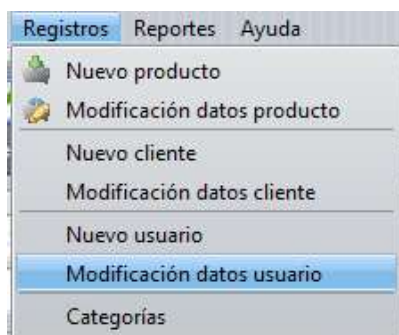 Registros Reportes Ayuda
Nuevo producto
Modificación datos producto
Nuevo cliente
Modificación datos cliente
Nuevo usuario
Modificación datos usuario
Categorías